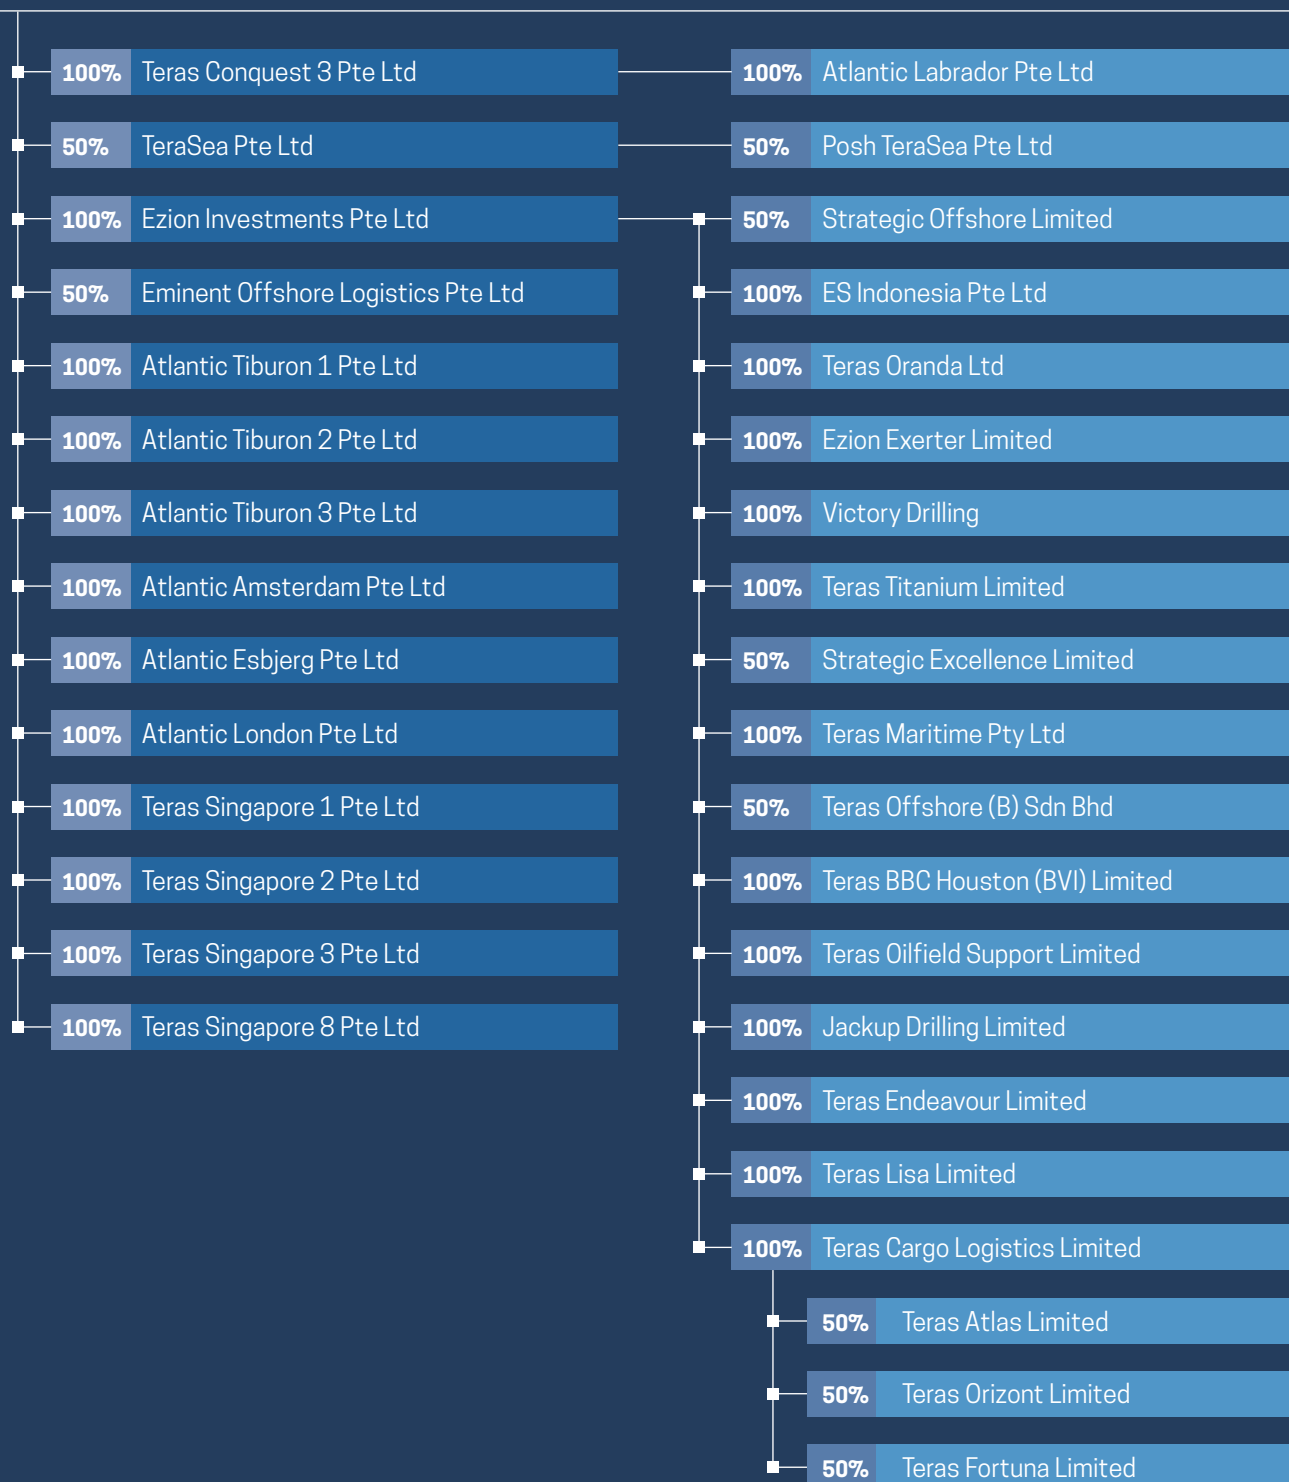 100% Teras Conquest 3 Pte Ltd
100% Atlantic Labrador Pte Ltd
50% TeraSea Pte Ltd
50% Posh TeraSea Pte Ltd
100% Ezion Investments Pte Ltd
50% Strategic Offshore Limited
50% Eminent Offshore Logistics Pte Ltd
100% ES Indonesia Pte Ltd
100% Atlantic Tiburon 1 Pte Ltd
100% Teras Oranda Ltd
100% Atlantic Tiburon 2 Pte Ltd
100% Ezion Exerter Limited
100% Atlantic Tiburon 3 Pte Ltd
100% Victory Drilling
100% Atlantic Amsterdam Pte Ltd
100% Teras Titanium Limited
100% Atlantic Esbjerg Pte Ltd
50% Strategic Excellence Limited
100% Atlantic London Pte Ltd
100% Teras Maritime Pty Ltd
100% Teras Singapore 1 Pte Ltd
50% Teras Offshore (B) Sdn Bhd
100% Teras Singapore 2 Pte Ltd
100% Teras BBC Houston (BVI) Limited
100% Teras Singapore 3 Pte Ltd
100% Teras Oilfield Support Limited
100% Teras Singapore 8 Pte Ltd
100% Jackup Drilling Limited
100% Teras Endeavour Limited
100% Teras Lisa Limited
100% Teras Cargo Logistics Limited
50% Teras Atlas Limited
50% Teras Orizont Limited
50% Teras Fortuna Limited